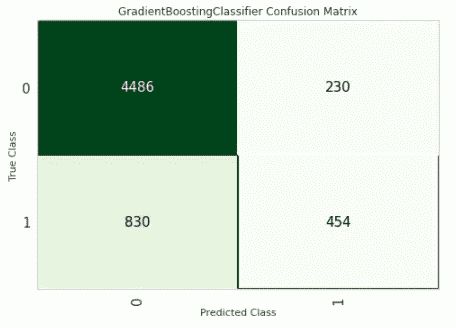 GradientBoostingClassifier Confusion Matrix
0
4486
230
True Class
1
830
454
0
1
Predicted Class